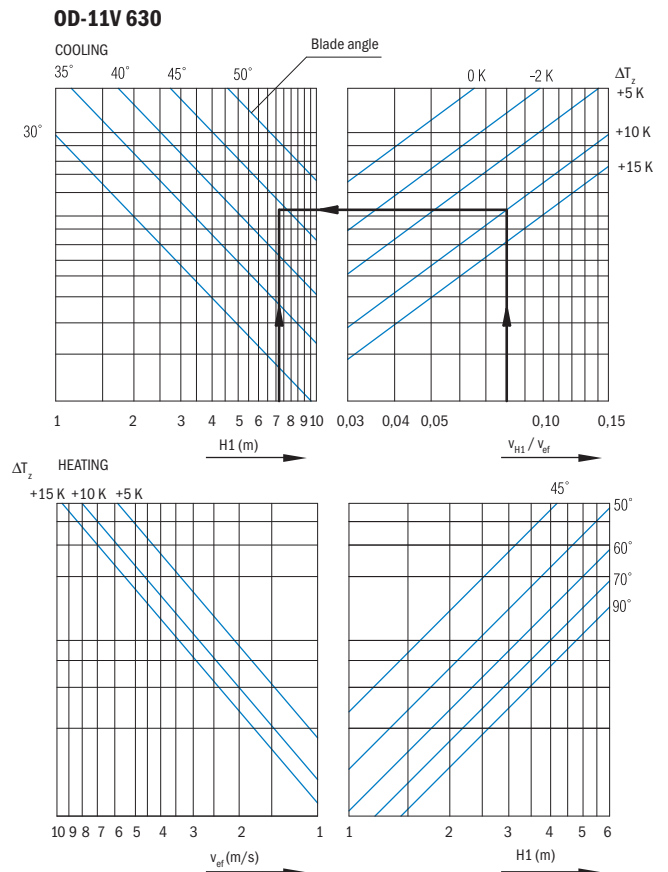 OD-11V 630
COOLING
Blade angle
35° 40° 45° 50°
30°
0 K -2K ΔTz
+5 K
+10 K
+15 K
1 2 3 4 5 6 7 8 9 10
H1 (m)
0,03 0,04 0,05 0,10 0,15
vH1 / vef
ΔTz HEATING
+15 K +10 K +5 K
45°
50°
60°
70°
90°
10 9 8 7 6 5 4 3 2 1
vef (m/s)
1 2 3 4 5 6
H1 (m)